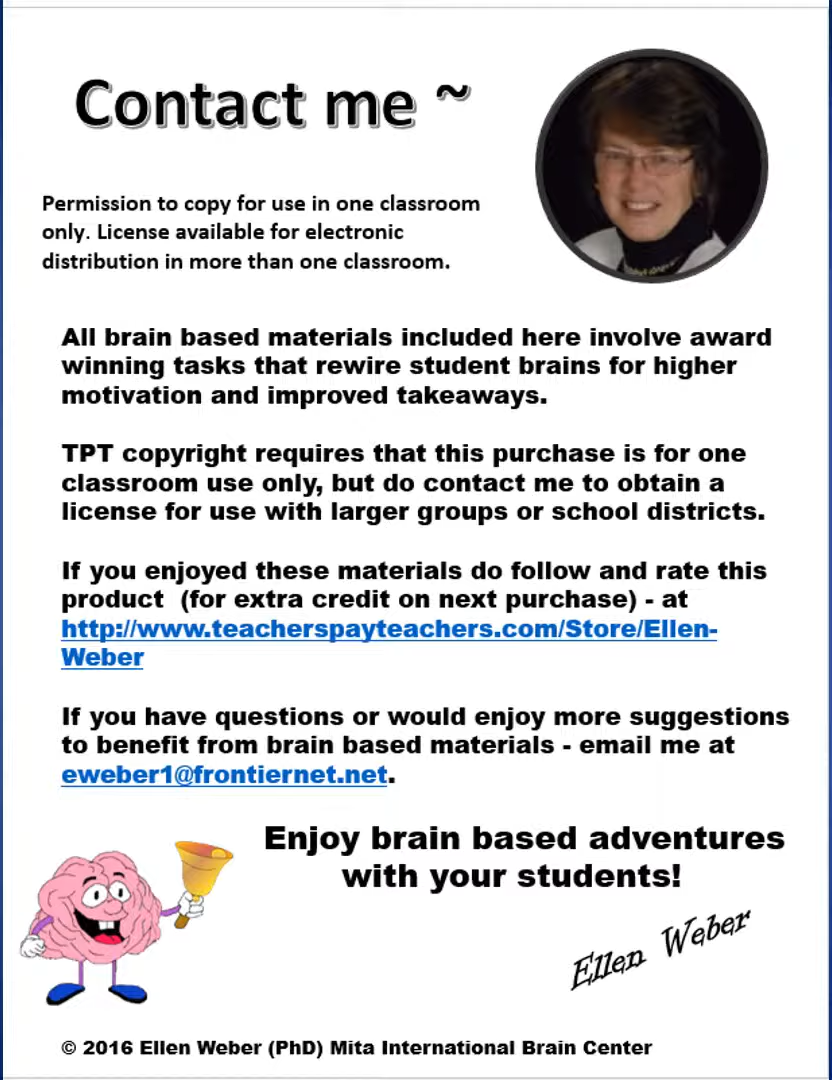 Contact me ~
Permission to copy for use in one classroom
only. License available for electronic
distribution in more than one classroom.
All brain based materials included here involve award
winning tasks that rewire student brains for higher
motivation and improved takeaways.
TPT copyright requires that this purchase is for one
classroom use only, but do contact me to obtain a
license for use with larger groups or school districts.
If you enjoyed these materials do follow and rate this
product  (for extra credit on next purchase) - at
http://www.teacherspayteachers.com/Store/Ellen-
Weber
If you have questions or would enjoy more suggestions
to benefit from brain based materials - email me at
eweber1@frontiernet.net.
Enjoy brain based adventures
with your students!
Ellen Weber
© 2016 Ellen Weber (PhD) Mita International Brain Center